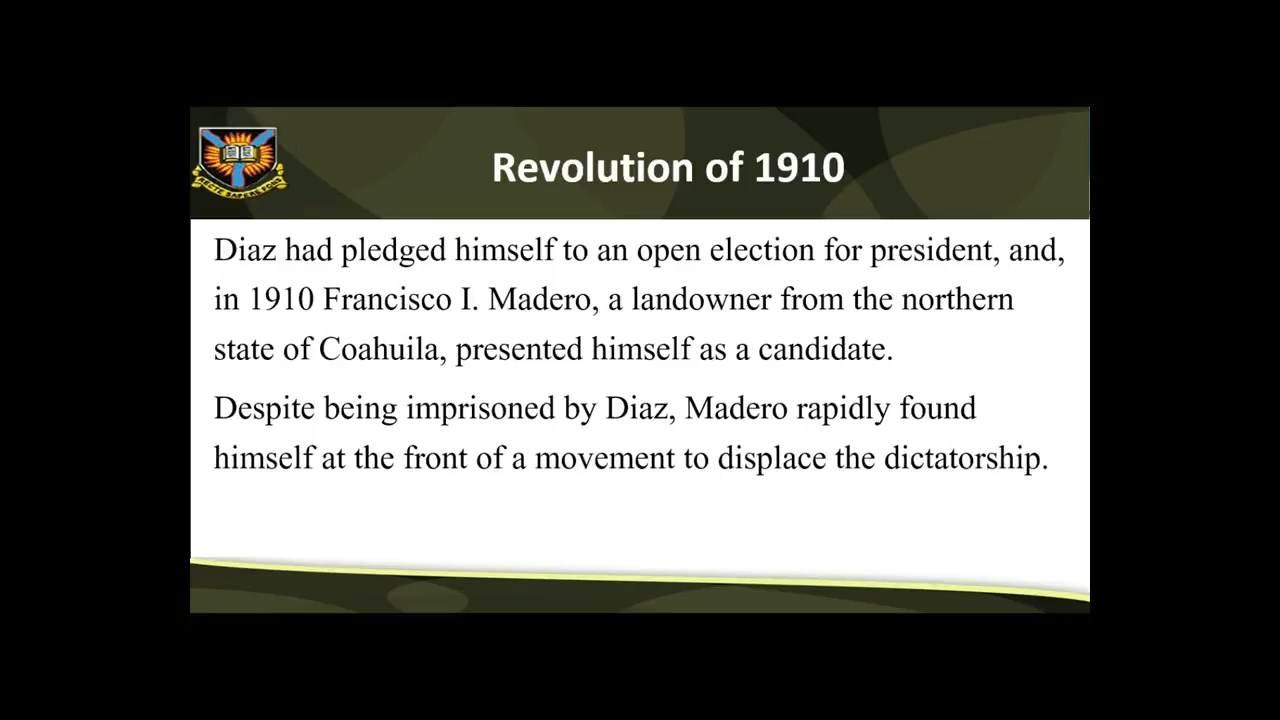 Revolution of 1910
Diaz had pledged himself to an open election for president, and,
in 1910 Francisco I. Madero, a landowner from the northern
state of Coahuila, presented himself as a candidate.
Despite being imprisoned by Diaz, Madero rapidly found
himself at the front of a movement to displace the dictatorship.